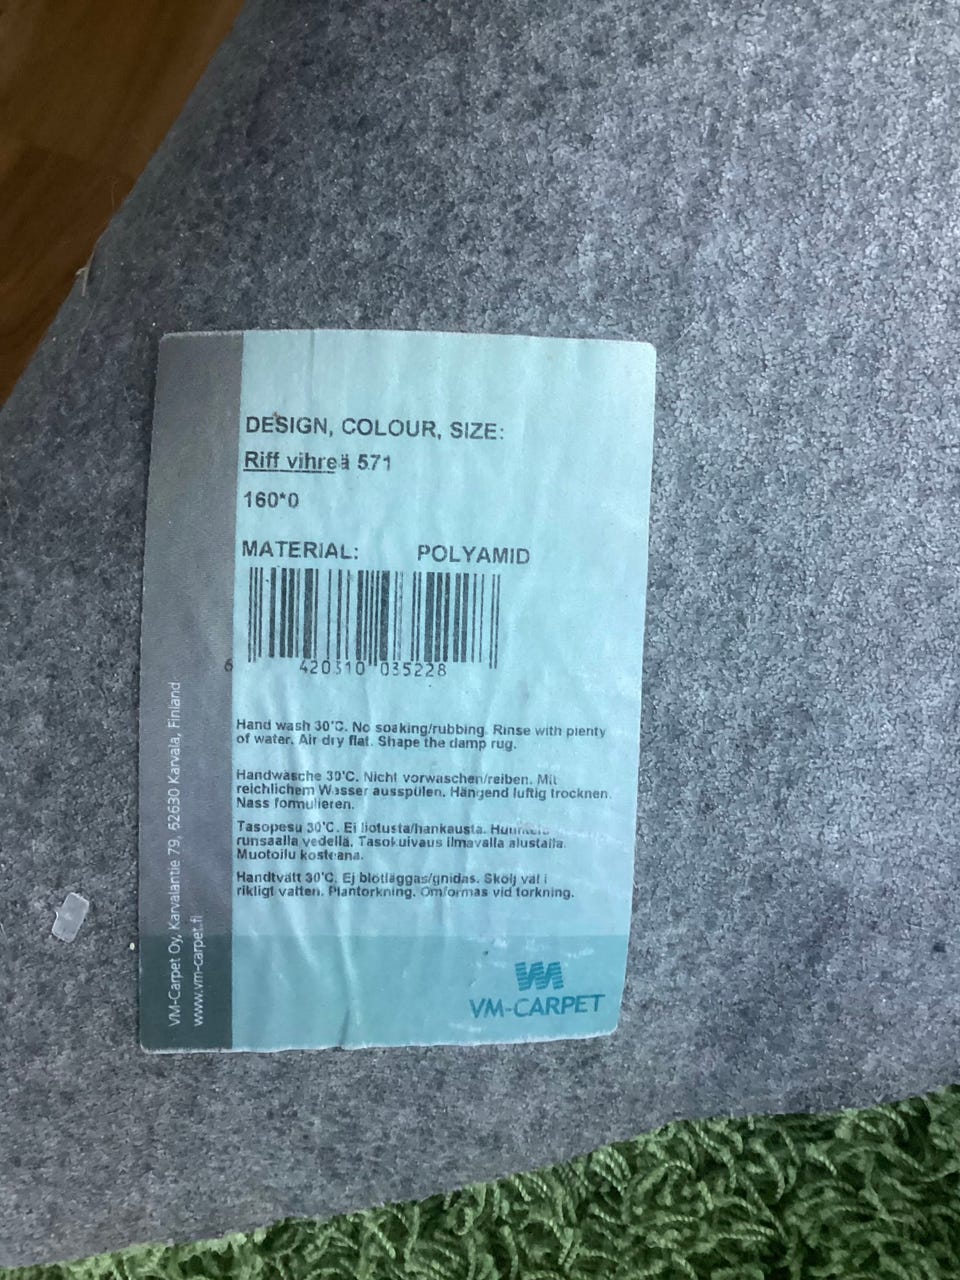 DESIGN, COLOUR, SIZE:
Riff vihreä 571
160*0
MATERIAL: POLYAMID
6 420310 035228
Hand wash 30'C. No soaking/rubbing. Rinse with plenty
of water. Air dry flat. Shape the damp rug.
Handwäsche 30'C. Nicht vorwaschen/reiben. Mit
reichlichem Wasser ausspülen. Hängend luftig trocknen.
Nass formulieren.
Tasopesu 30'C. Ei liotusta/hankausta.
runsaalla vedellä. Tasokuivaus ilmavalla alustalla.
Muotoilu kosteana.
Handtvätt 30'C. Ej blötläggas/gnidas. Skölj väl i
rikligt vatten. Plantorkning. Omformas vid torkning.
VM-CARPET
VM-Carpet Oy, Karvalantie 79, 62630 Karvala, Finland
www.vm-carpet.fi